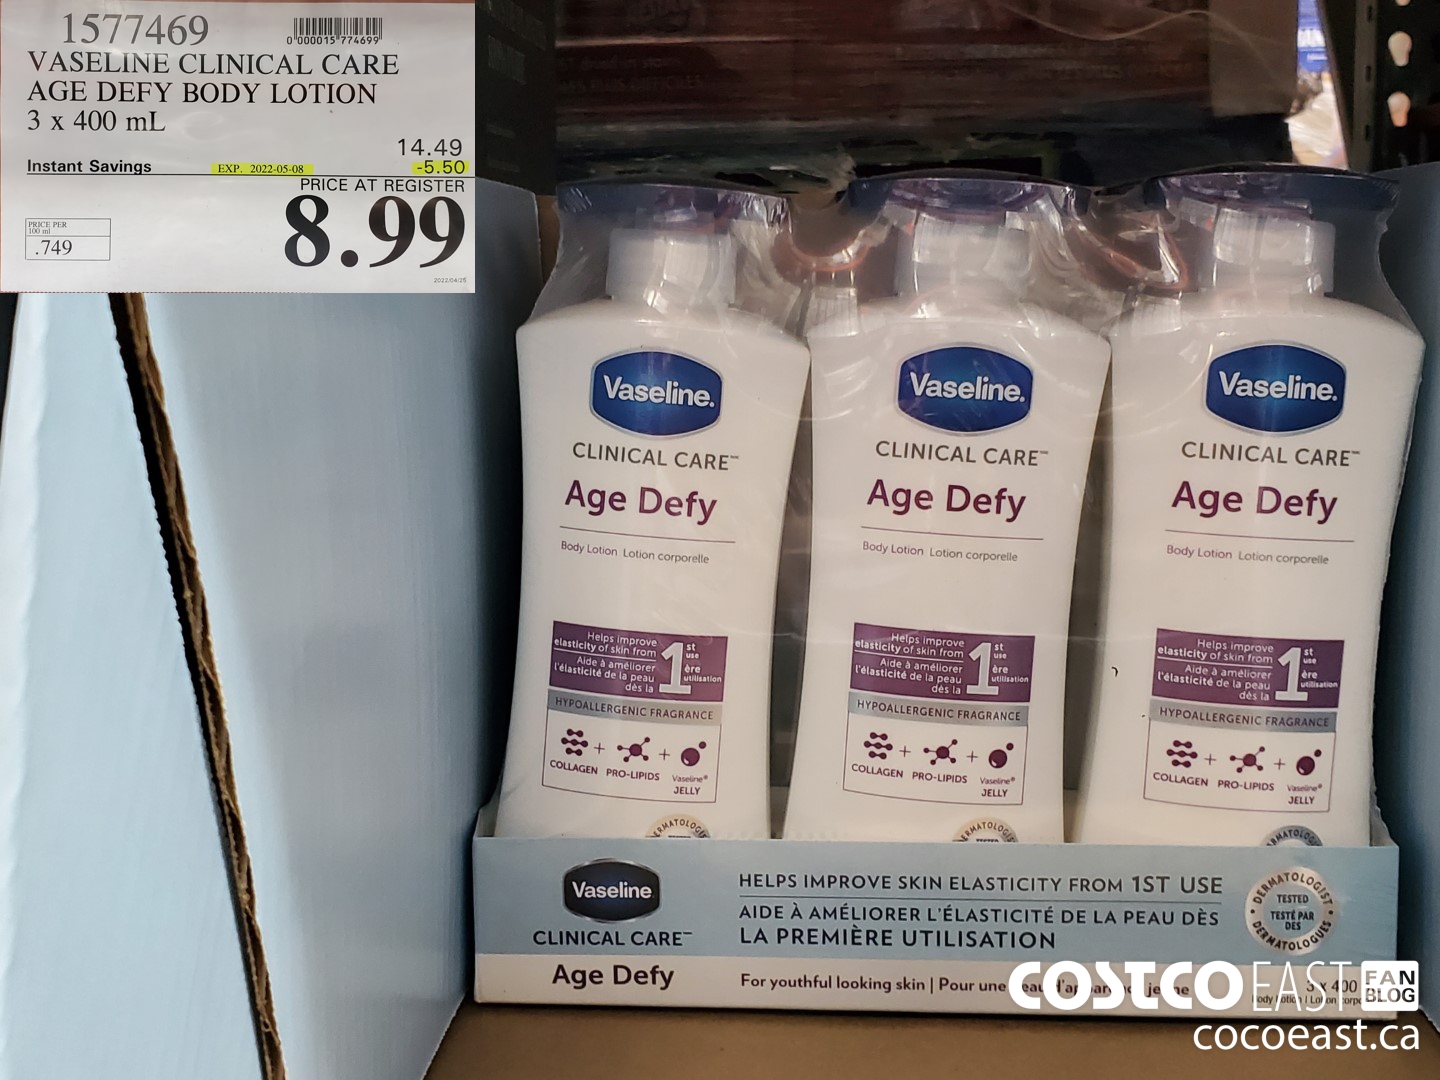 1577469
0 000015 774699
VASELINE CLINICAL CARE
AGE DEFY BODY LOTION
3 x 400 mL
14.49
Instant Savings EXP. 2022-05-08 -5.50
PRICE AT REGISTER
8.99
PRICE PER
100 ml
.749
2022/04/25
Vaseline.
CLINICAL CARE™
Age Defy
Body Lotion Lotion corporelle
Helps improve
elasticity of skin from
Aide à améliorer
l'élasticité de la peau
dès la
1 st use
ère utilisation
HYPOALLERGENIC FRAGRANCE
COLLAGEN + PRO-LIPIDS + Vaseline® JELLY
Vaseline.
CLINICAL CARE™
Age Defy
Body Lotion Lotion corporelle
Helps improve
elasticity of skin from
Aide à améliorer
l'élasticité de la peau
dès la
1 st use
ère utilisation
HYPOALLERGENIC FRAGRANCE
COLLAGEN + PRO-LIPIDS + Vaseline® JELLY
Vaseline.
CLINICAL CARE™
Age Defy
Body Lotion Lotion corporelle
Helps improve
elasticity of skin from
Aide à améliorer
l'élasticité de la peau
dès la
1 st use
ère utilisation
HYPOALLERGENIC FRAGRANCE
COLLAGEN + PRO-LIPIDS + Vaseline® JELLY
Vaseline
CLINICAL CARE™
Age Defy
HELPS IMPROVE SKIN ELASTICITY FROM 1ST USE
AIDE À AMÉLIORER L'ÉLASTICITÉ DE LA PEAU DÈS
LA PREMIÈRE UTILISATION
For youthful looking skin | Pour une
DERMATOLOGIST
TESTED
TESTÉ PAR
DES
DERMATOLOGUES
3 x 400
COSTCO EAST FAN BLOG
cocoeast.ca